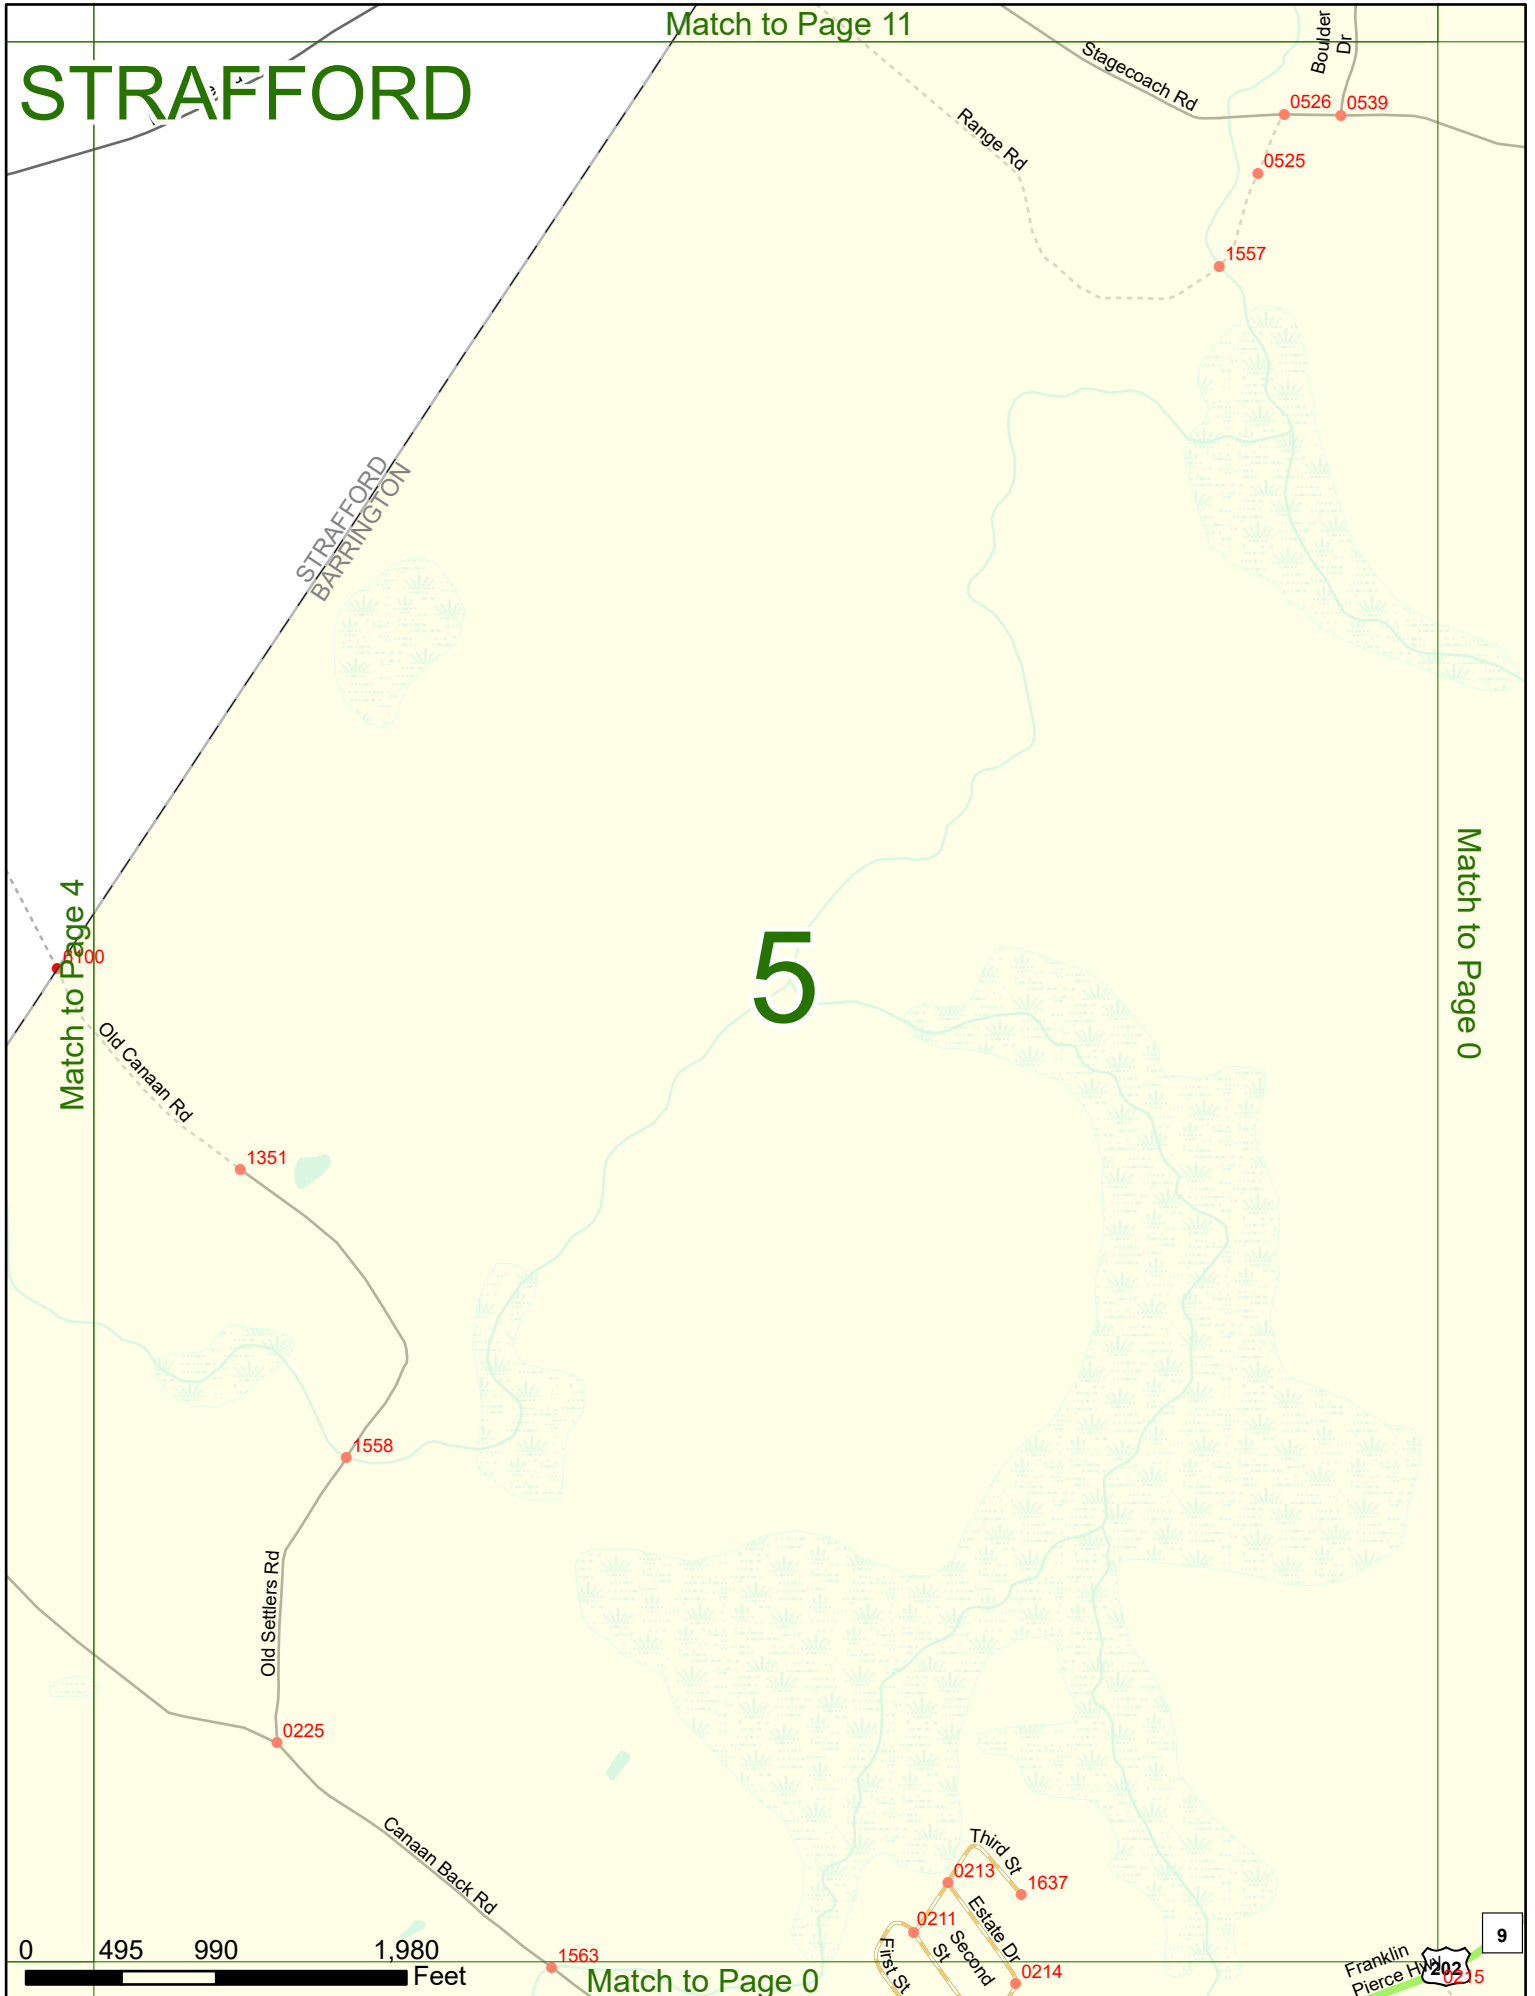 Match to Page 11
STRAFFORD
Boulder
Dr
Stagecoach Rd
0526
0539
Range Rd
0525
1557
STRAFFORD
BARRINGTON
Match to Page 4
Match to Page 0
5
Old Canaan Rd
1351
1558
Old Settlers Rd
0225
Canaan Back Rd
Third St
0213
1637
Estate Dr
0211
Second
St
First St
0214
1563
9
Franklin
Pierce Hwy
202
0215
0 495 990 1,980
Feet
Match to Page 0